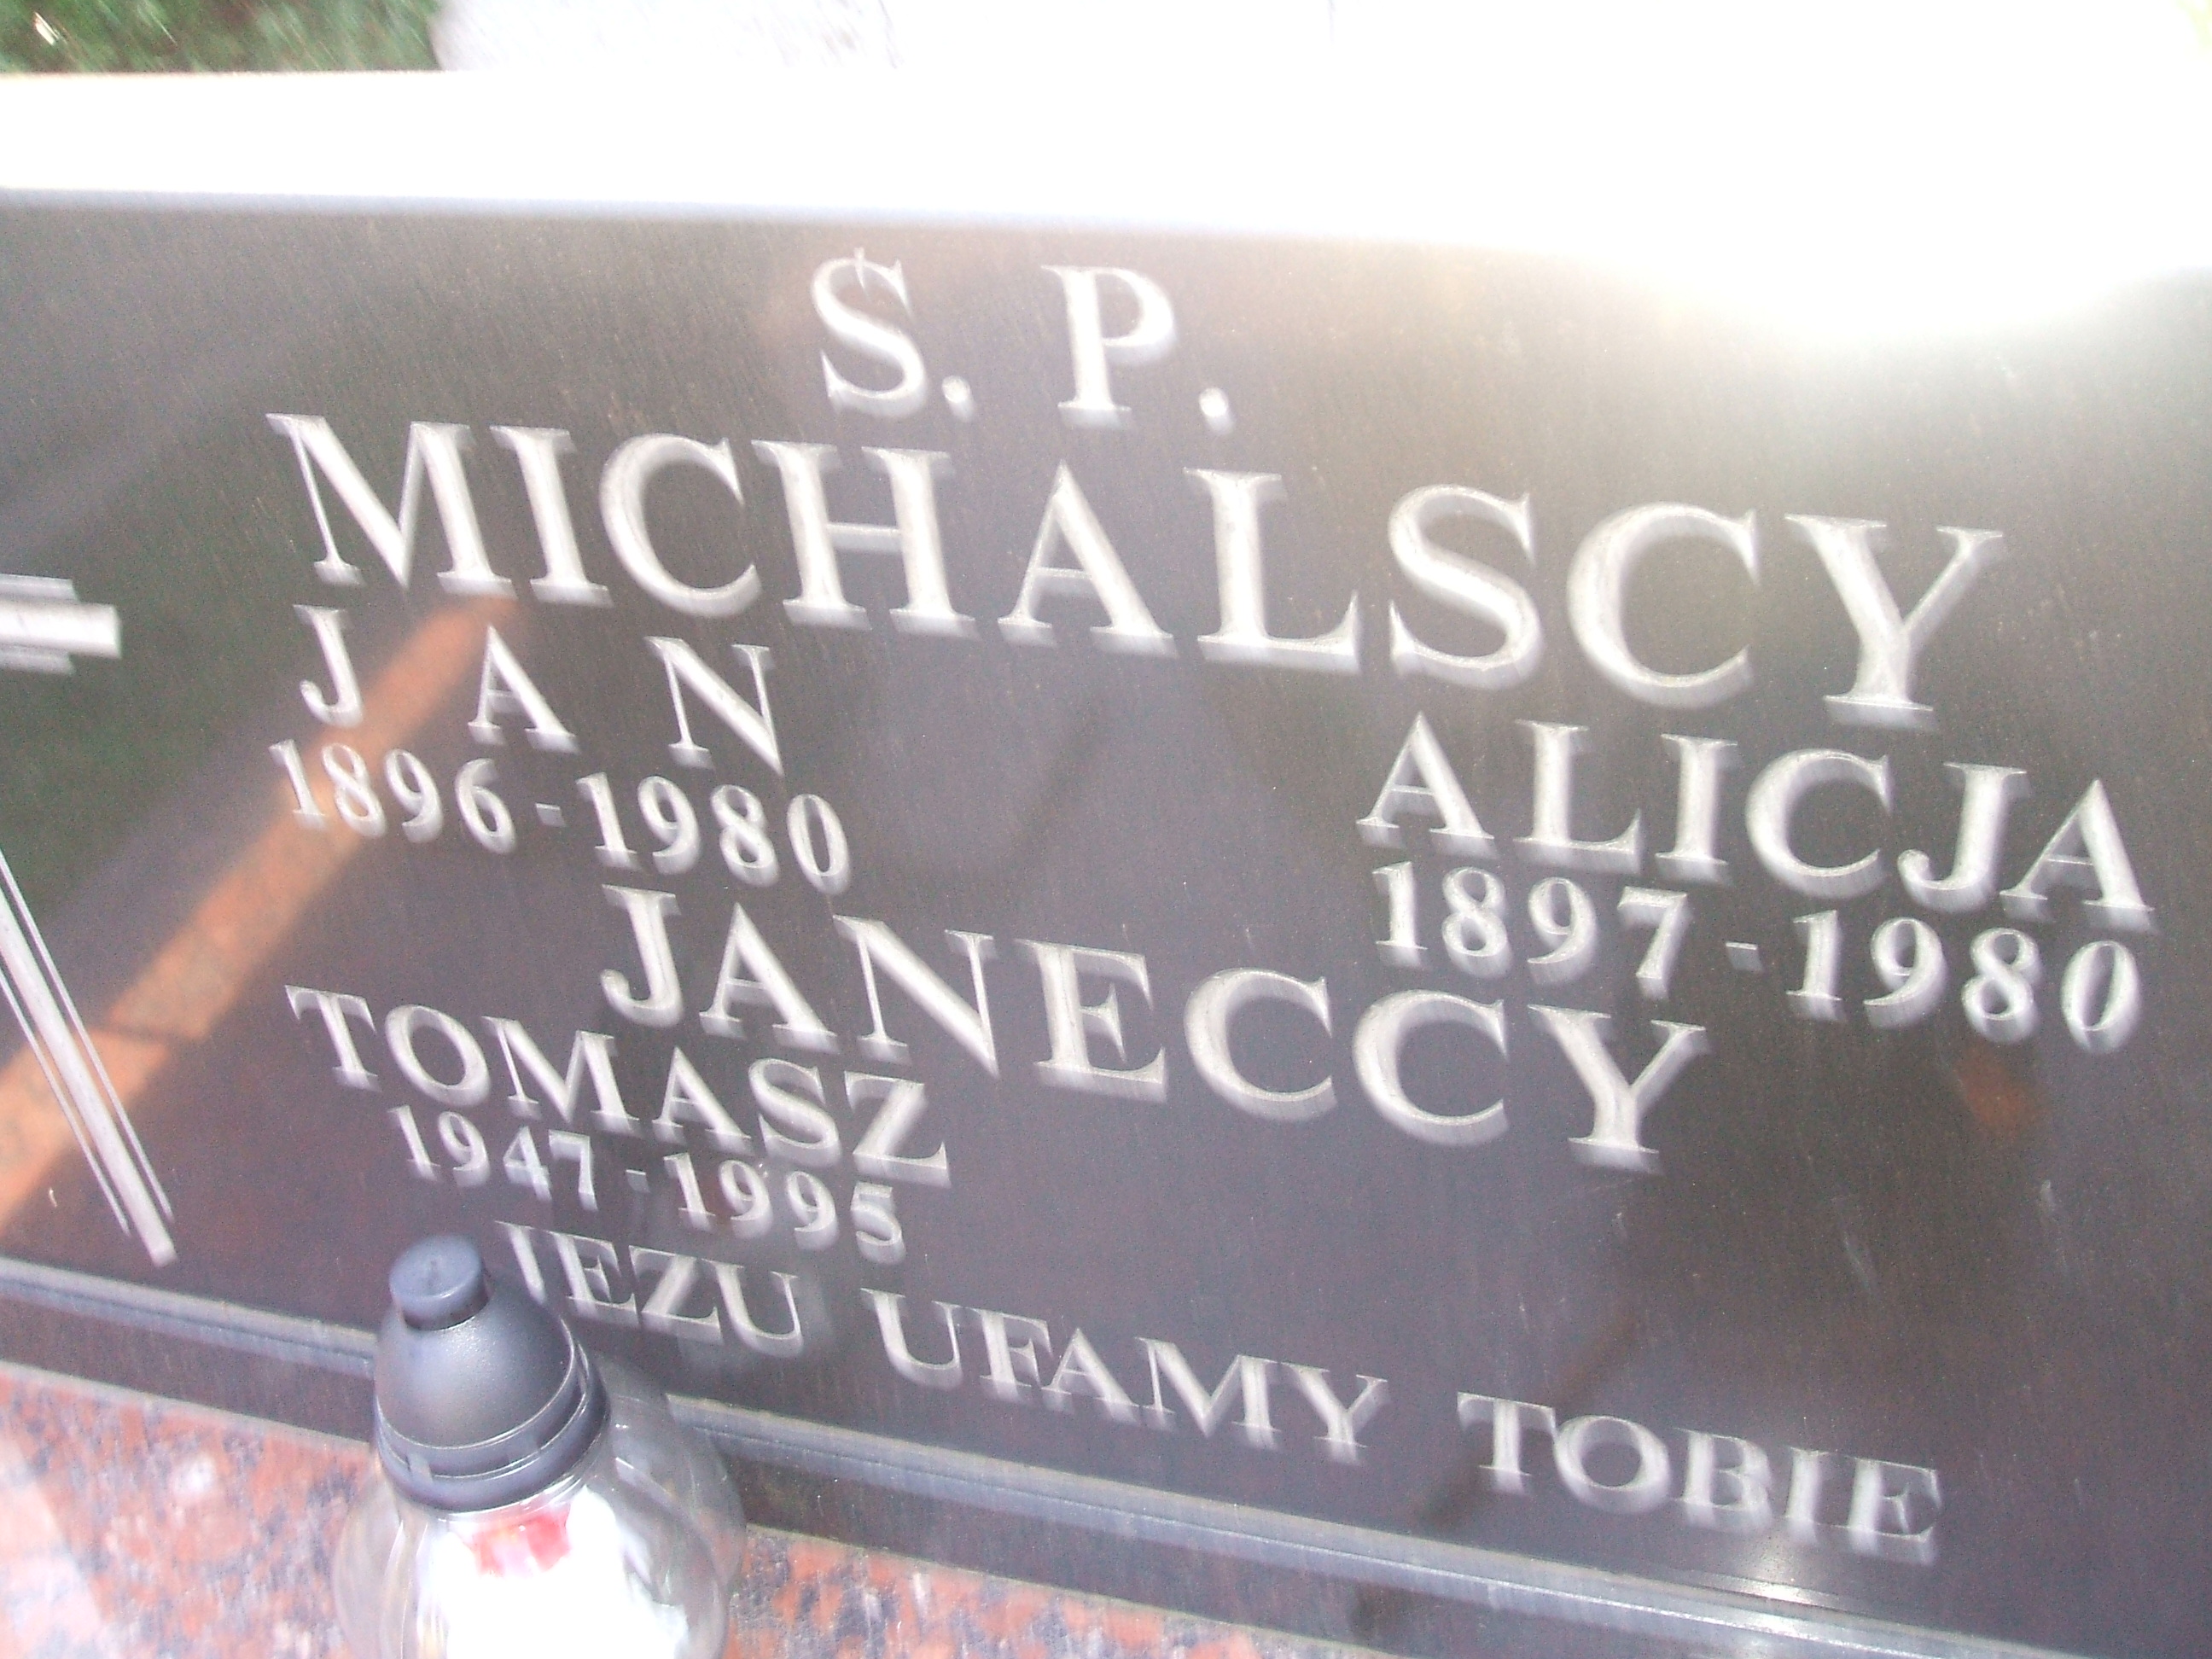 Ś. P.
MICHALSCY
JAN ALICJA
1896-1980 1897-1980
JANECCY
TOMASZ
1947-1995
JEZU UFAMY TOBIE